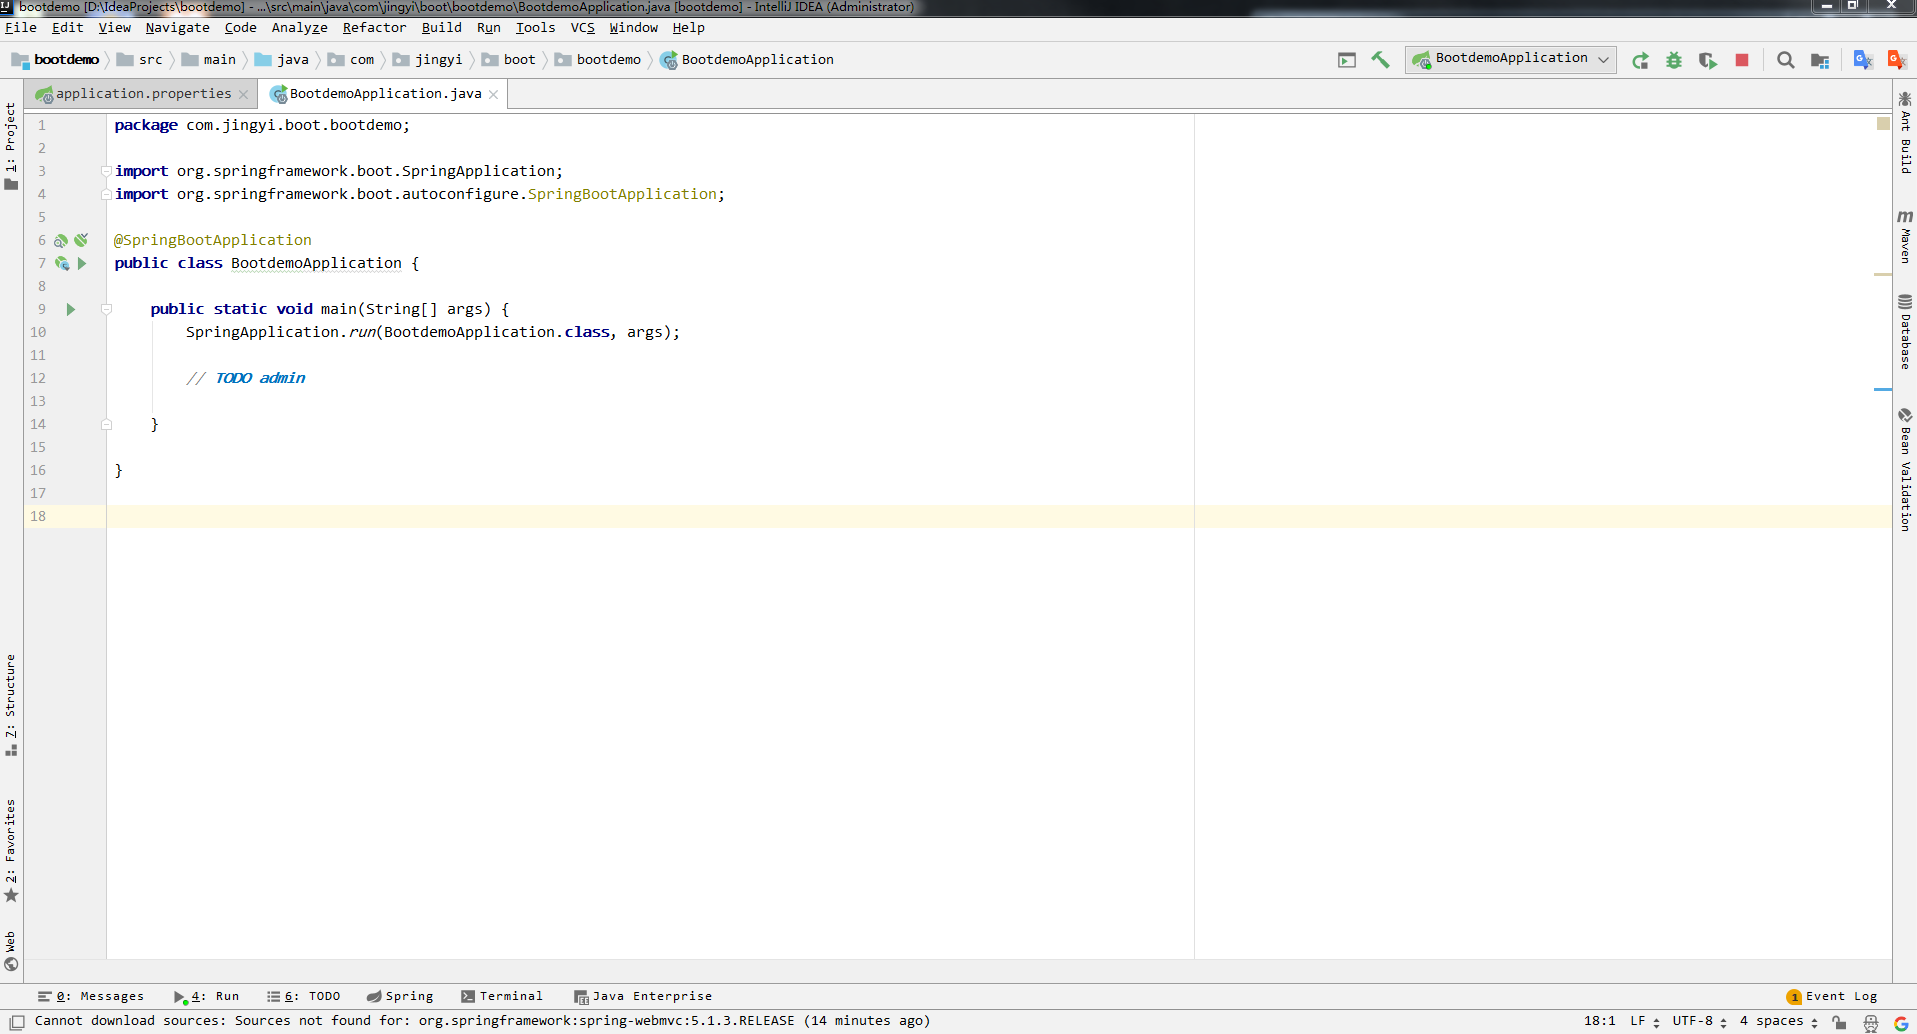 bootdemo [D:\IdeaProjects\bootdemo] - ...\src\main\java\com\jingyi\boot\bootdemo\BootdemoApplication.java [bootdemo] - IntelliJ IDEA (Administrator)
File Edit View Navigate Code Analyze Refactor Build Run Tools VCS Window Help
bootdemo src main java com jingyi boot bootdemo BootdemoApplication BootdemoApplication
application.properties BootdemoApplication.java
1 package com.jingyi.boot.bootdemo;
2
3 import org.springframework.boot.SpringApplication;
4 import org.springframework.boot.autoconfigure.SpringBootApplication;
5
6 @SpringBootApplication
7 public class BootdemoApplication {
8
9 public static void main(String[] args) {
10 SpringApplication.run(BootdemoApplication.class, args);
11
12 // TODO admin
13
14 }
15
16 }
17
18
1: Project
7: Structure
2: Favorites
Web
Ant Build
m Maven
Database
Bean Validation
0: Messages 4: Run 6: TODO Spring Terminal Java Enterprise 1 Event Log
Cannot download sources: Sources not found for: org.springframework:spring-webmvc:5.1.3.RELEASE (14 minutes ago) 18:1 LF UTF-8 4 spaces